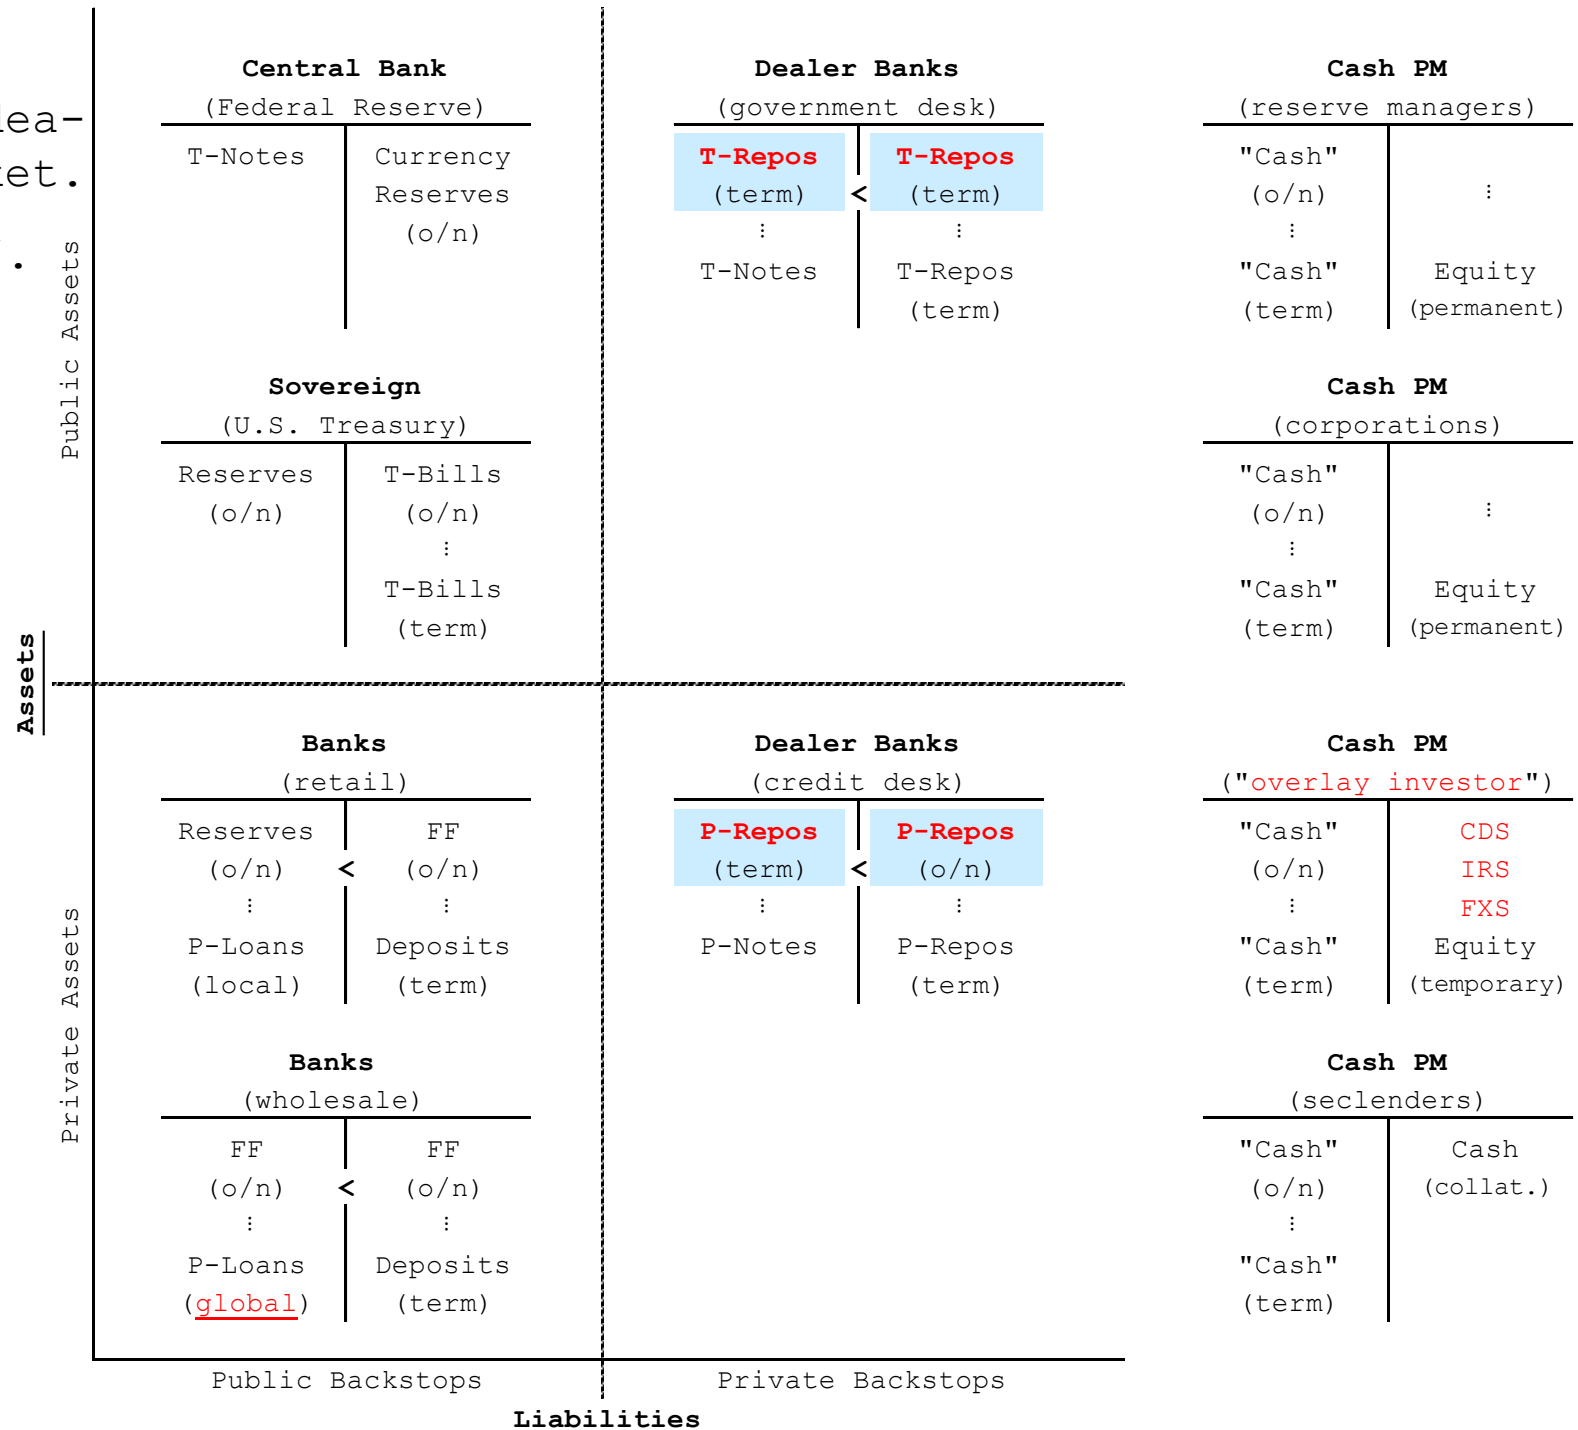 Central Bank
(Federal Reserve)
T-Notes
Currency
Reserves
(o/n)
Dealer Banks
(government desk)
T-Repos
(term)
⋮
T-Notes
<
T-Repos
(term)
⋮
T-Repos
(term)
Cash PM
(reserve managers)
"Cash"
(o/n)
⋮
"Cash"
(term)
⋮
Equity
(permanent)
Sovereign
(U.S. Treasury)
Reserves
(o/n)
T-Bills
(o/n)
⋮
T-Bills
(term)
Cash PM
(corporations)
"Cash"
(o/n)
⋮
"Cash"
(term)
⋮
Equity
(permanent)
Public Assets
Assets
Private Assets
Banks
(retail)
Reserves
(o/n)
⋮
P-Loans
(local)
<
FF
(o/n)
⋮
Deposits
(term)
Dealer Banks
(credit desk)
P-Repos
(term)
⋮
P-Notes
<
P-Repos
(o/n)
⋮
P-Repos
(term)
Cash PM
("overlay investor")
"Cash"
(o/n)
⋮
"Cash"
(term)
CDS
IRS
FXS
Equity
(temporary)
Banks
(wholesale)
FF
(o/n)
⋮
P-Loans
(global)
<
FF
(o/n)
⋮
Deposits
(term)
Cash PM
(seclenders)
"Cash"
(o/n)
⋮
"Cash"
(term)
Cash
(collat.)
Public Backstops
Private Backstops
Liabilities